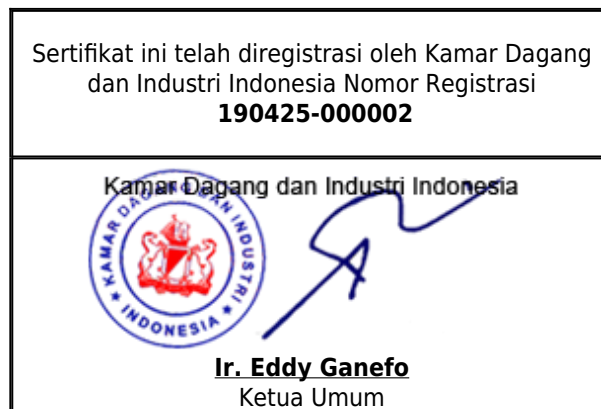 Sertifikat ini telah diregistrasi oleh Kamar Dagang
dan Industri Indonesia Nomor Registrasi
190425-000002
Kamar Dagang dan Industri Indonesia
KAMAR DAGANG DAN INDUSTRI
INDONESIA
Ir. Eddy Ganefo
Ketua Umum